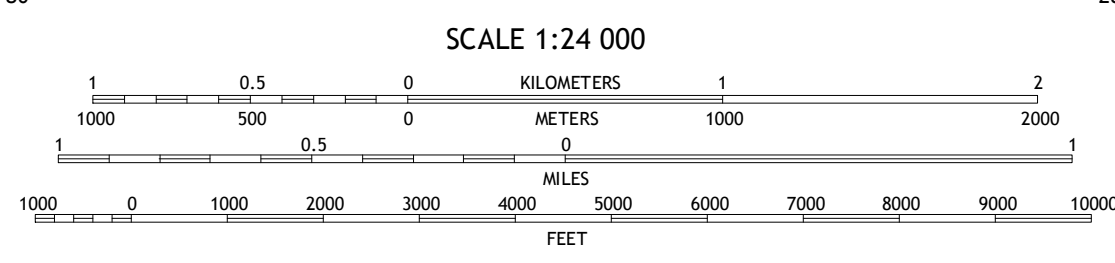 SCALE 1:24 000
1 0.5 0 KILOMETERS 1 2
1000 500 0 METERS 1000 2000
1 0.5 0 1
MILES
1000 0 1000 2000 3000 4000 5000 6000 7000 8000 9000 10000
FEET